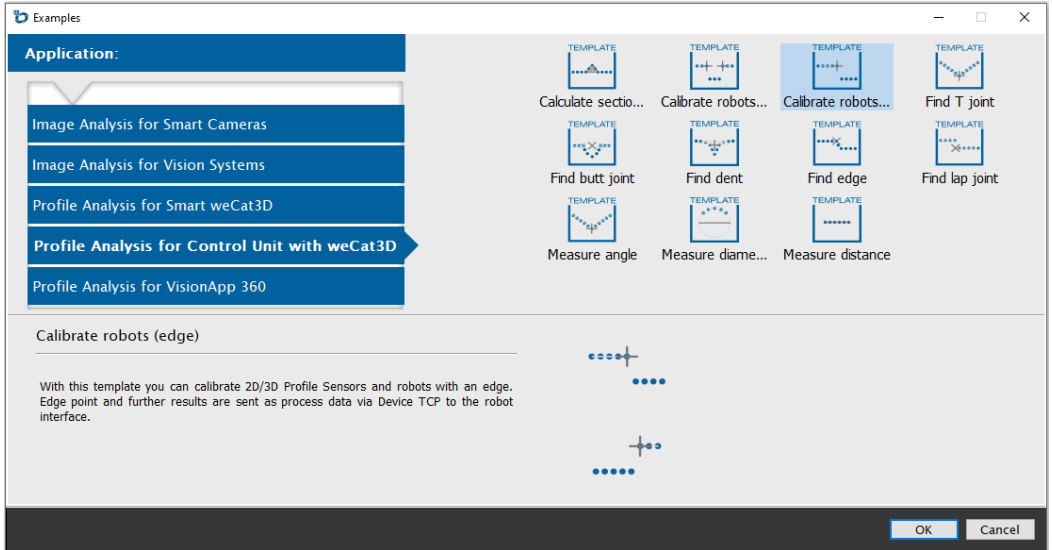 Examples
Application:
Image Analysis for Smart Cameras
Image Analysis for Vision Systems
Profile Analysis for Smart weCat3D
Profile Analysis for Control Unit with weCat3D
Profile Analysis for VisionApp 360
TEMPLATE TEMPLATE TEMPLATE TEMPLATE
Calculate sectio... Calibrate robots... Calibrate robots... Find T joint
TEMPLATE TEMPLATE TEMPLATE TEMPLATE
Find butt joint Find dent Find edge Find lap joint
TEMPLATE TEMPLATE TEMPLATE
Measure angle Measure diame... Measure distance
Calibrate robots (edge)
With this template you can calibrate 2D/3D Profile Sensors and robots with an edge.
Edge point and further results are sent as process data via Device TCP to the robot
interface.
OK Cancel